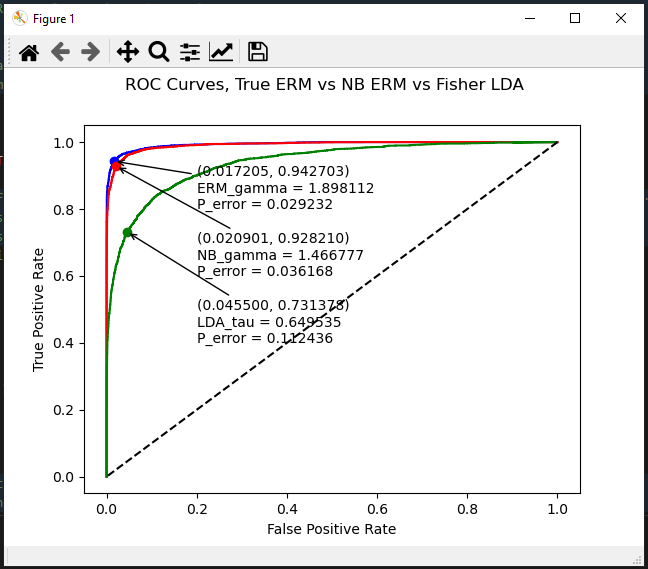 Figure 1
ROC Curves, True ERM vs NB ERM vs Fisher LDA
1.0
0.8
0.6
0.4
0.2
0.0
True Positive Rate
(0.017205, 0.942703)
ERM_gamma = 1.898112
P_error = 0.029232
(0.020901, 0.928210)
NB_gamma = 1.466777
P_error = 0.036168
(0.045500, 0.731378)
LDA_tau = 0.649535
P_error = 0.112436
0.0 0.2 0.4 0.6 0.8 1.0
False Positive Rate